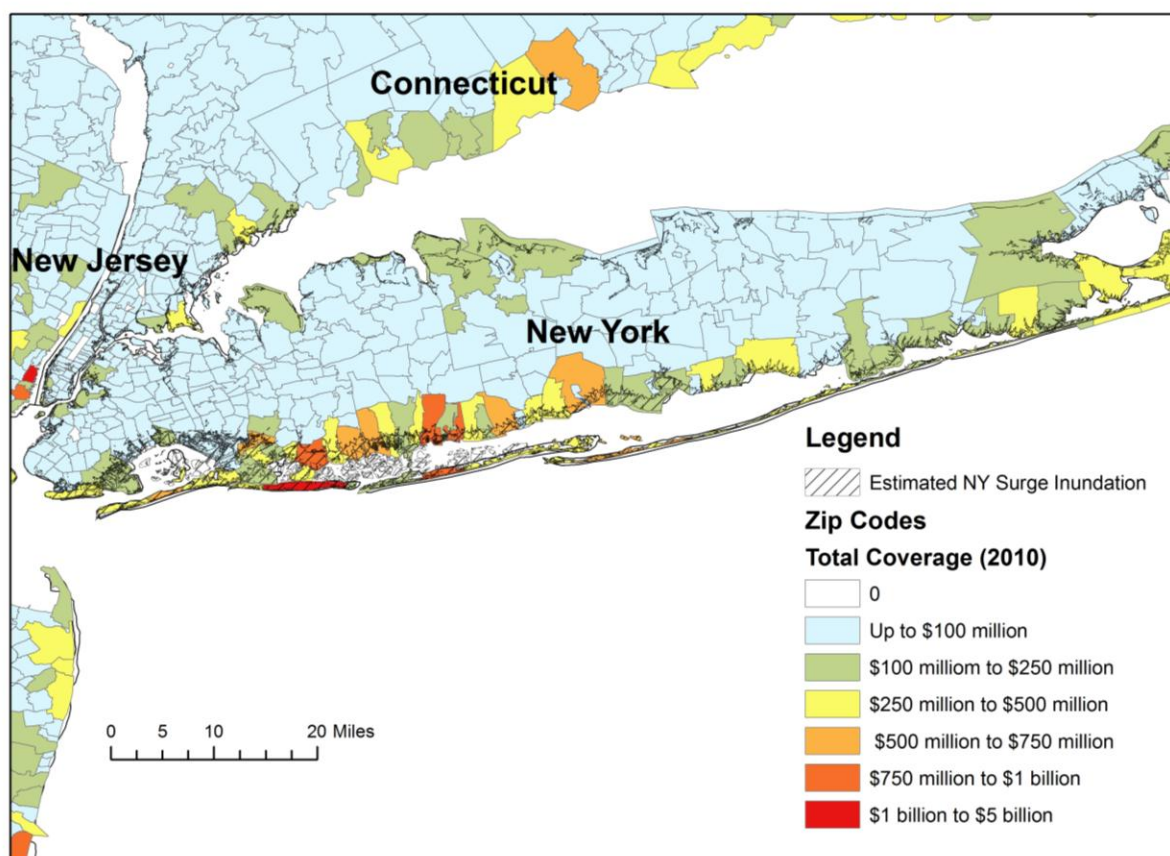 Connecticut
New Jersey
New York
Legend
Estimated NY Surge Inundation
Zip Codes
Total Coverage (2010)
0
Up to $100 million
$100 milliom to $250 million
$250 million to $500 million
$500 million to $750 million
$750 million to $1 billion
$1 billion to $5 billion
0 5 10 20 Miles